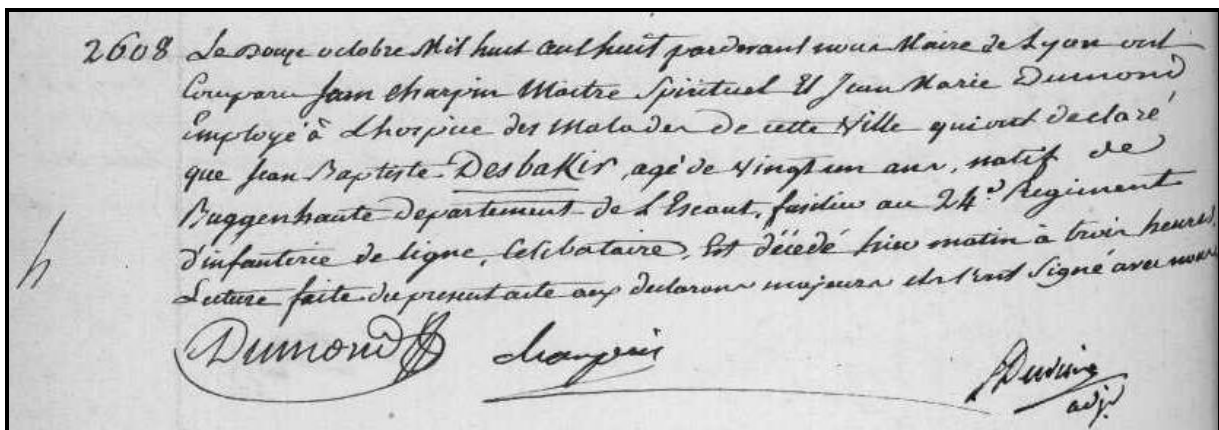 2608 Le douze octobre Mil huit cent huit pardevant nous Maire de Lyon ont
Comparu Jean Charpin Maitre Spirituel Et Jean Marie Dumond
Employé à L'hospice des Malades de cette Ville qui ont declaré
que Jean Baptiste Desbakir, agé de vingt un ans, natif de
Buggenhaute departement de L'Escaut, fusilier au 24e Regiment
d'infanterie de ligne, Celibataire, Est décédé hier matin à trois heures,
Lecture faite du present acte aux declarans majeurs ils l'ont Signé avec nous
Dumond Charpin
adj.
h